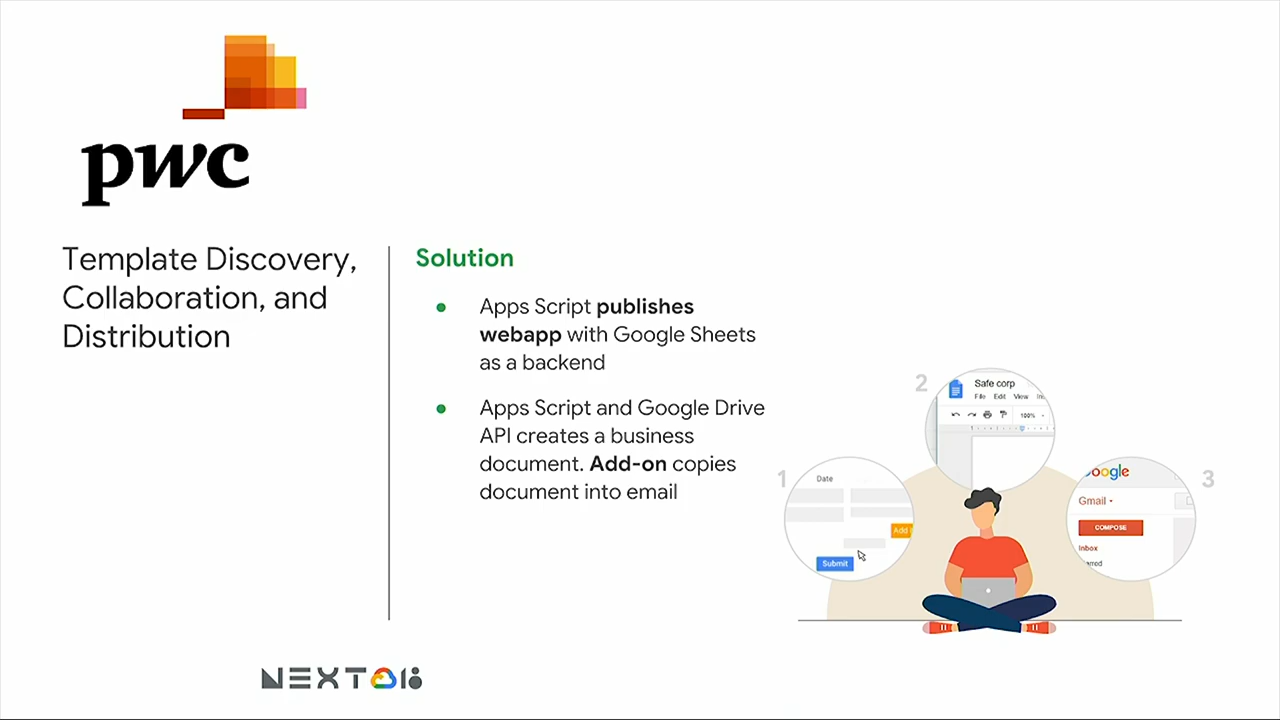 pwc
Template Discovery,
Collaboration, and
Distribution
Solution
Apps Script publishes
webapp with Google Sheets
as a backend
Apps Script and Google Drive
API creates a business
document. Add-on copies
document into email
1
Date
Add
Submit
2
Safe corp
File Edit View
100%
3
Google
Gmail
COMPOSE
Inbox
NEXT 18